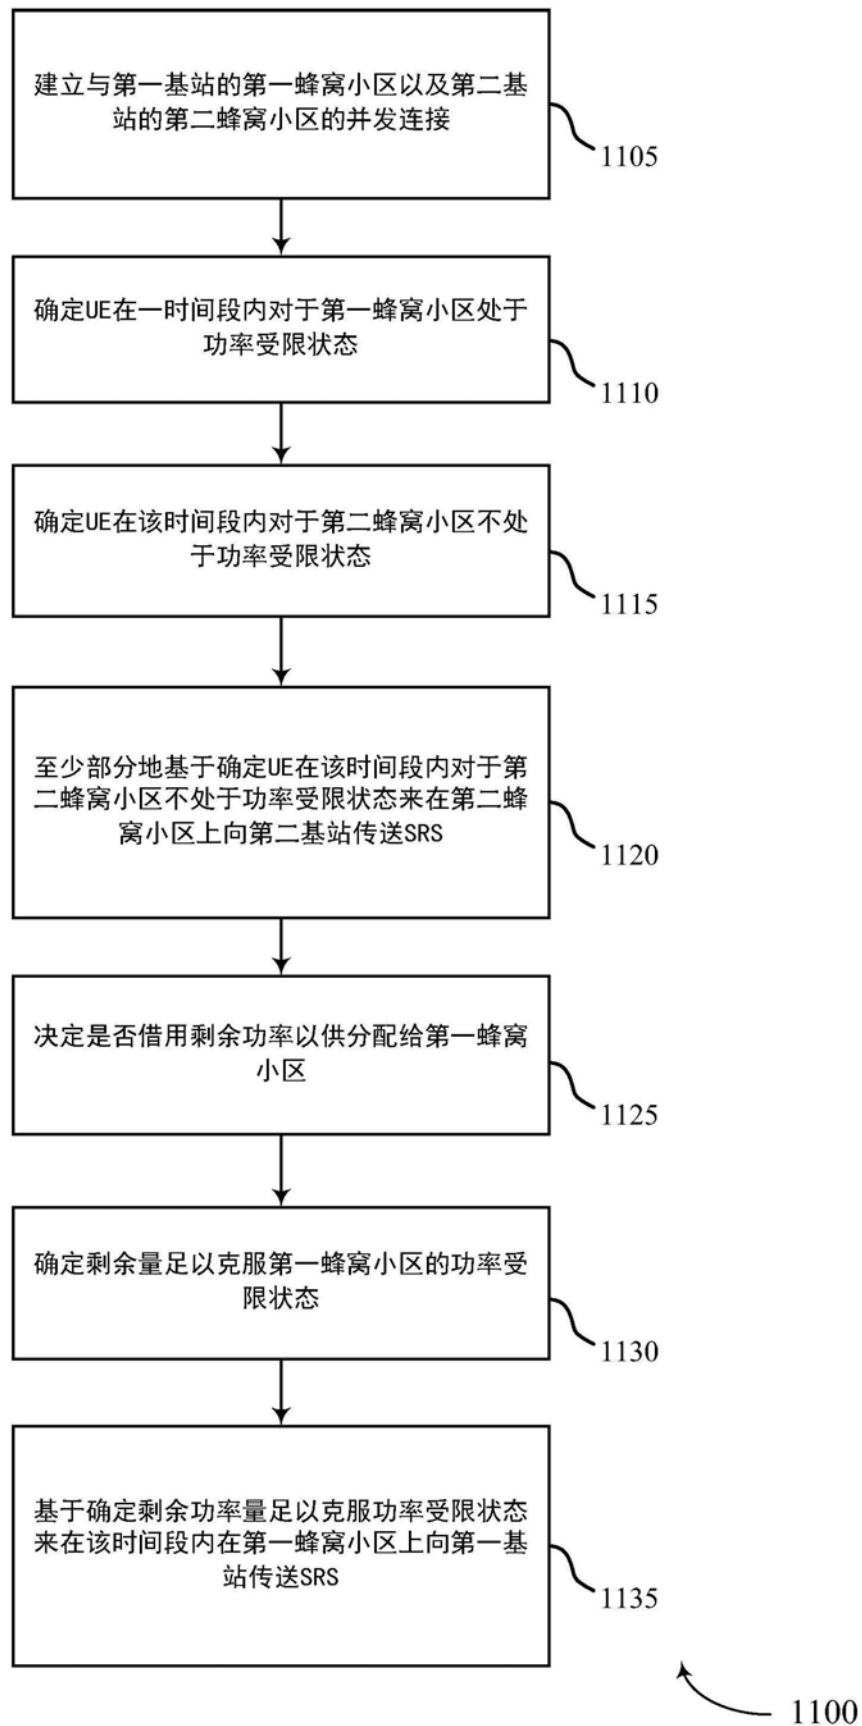 建立与第一基站的第一蜂窝小区以及第二基
站的第二蜂窝小区的并发连接
1105
确定UE在一时间段内对于第一蜂窝小区处于
功率受限状态
1110
确定UE在该时间段内对于第二蜂窝小区不处
于功率受限状态
1115
至少部分地基于确定UE在该时间段内对于第
二蜂窝小区不处于功率受限状态来在第二蜂
窝小区上向第二基站传送SRS
1120
决定是否借用剩余功率以供分配给第一蜂窝
小区
1125
确定剩余量足以克服第一蜂窝小区的功率受
限状态
1130
基于确定剩余功率量足以克服功率受限状态
来在该时间段内在第一蜂窝小区上向第一基
站传送SRS
1135
1100